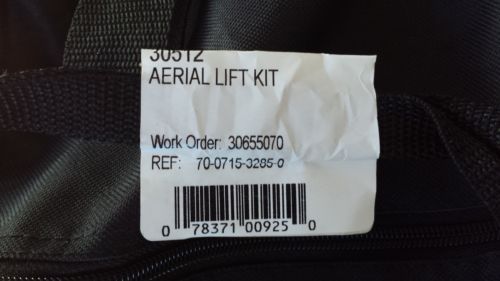 30512
AERIAL LIFT KIT
Work Order: 30655070
REF: 70-0715-3285-0
0 78371 00925 0